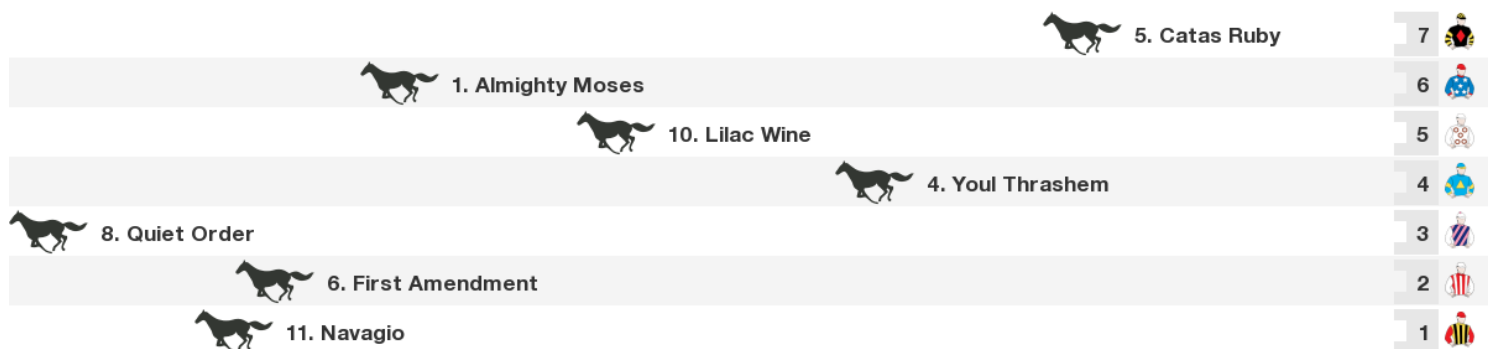 5. Catas Ruby 7
1. Almighty Moses 6
10. Lilac Wine 5
4. Youl Thrashem 4
8. Quiet Order 3
6. First Amendment 2
11. Navagio 1